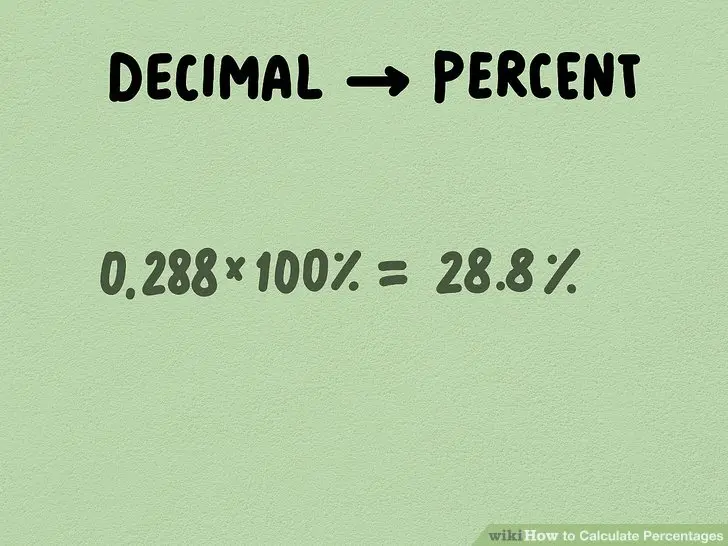 DECIMAL → PERCENT
0.288 × 100% = 28.8%
wikiHow to Calculate Percentages